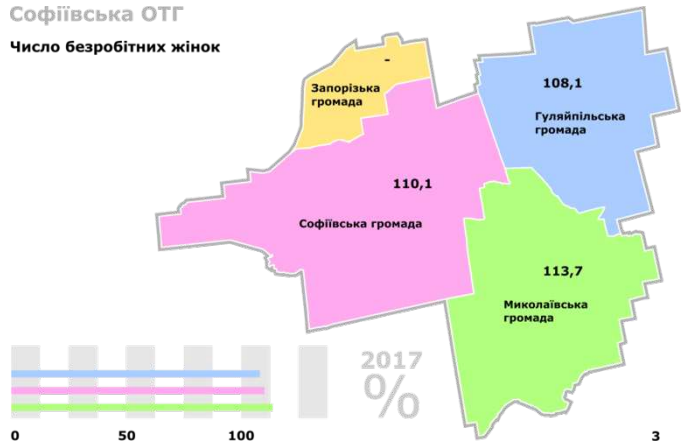 Софіївська ОТГ
Число безробітних жінок
-
Запорізька
громада
108,1
Гуляйпільська
громада
110,1
Софіївська громада
113,7
Миколаївська
громада
2017
%
0 50 100
3